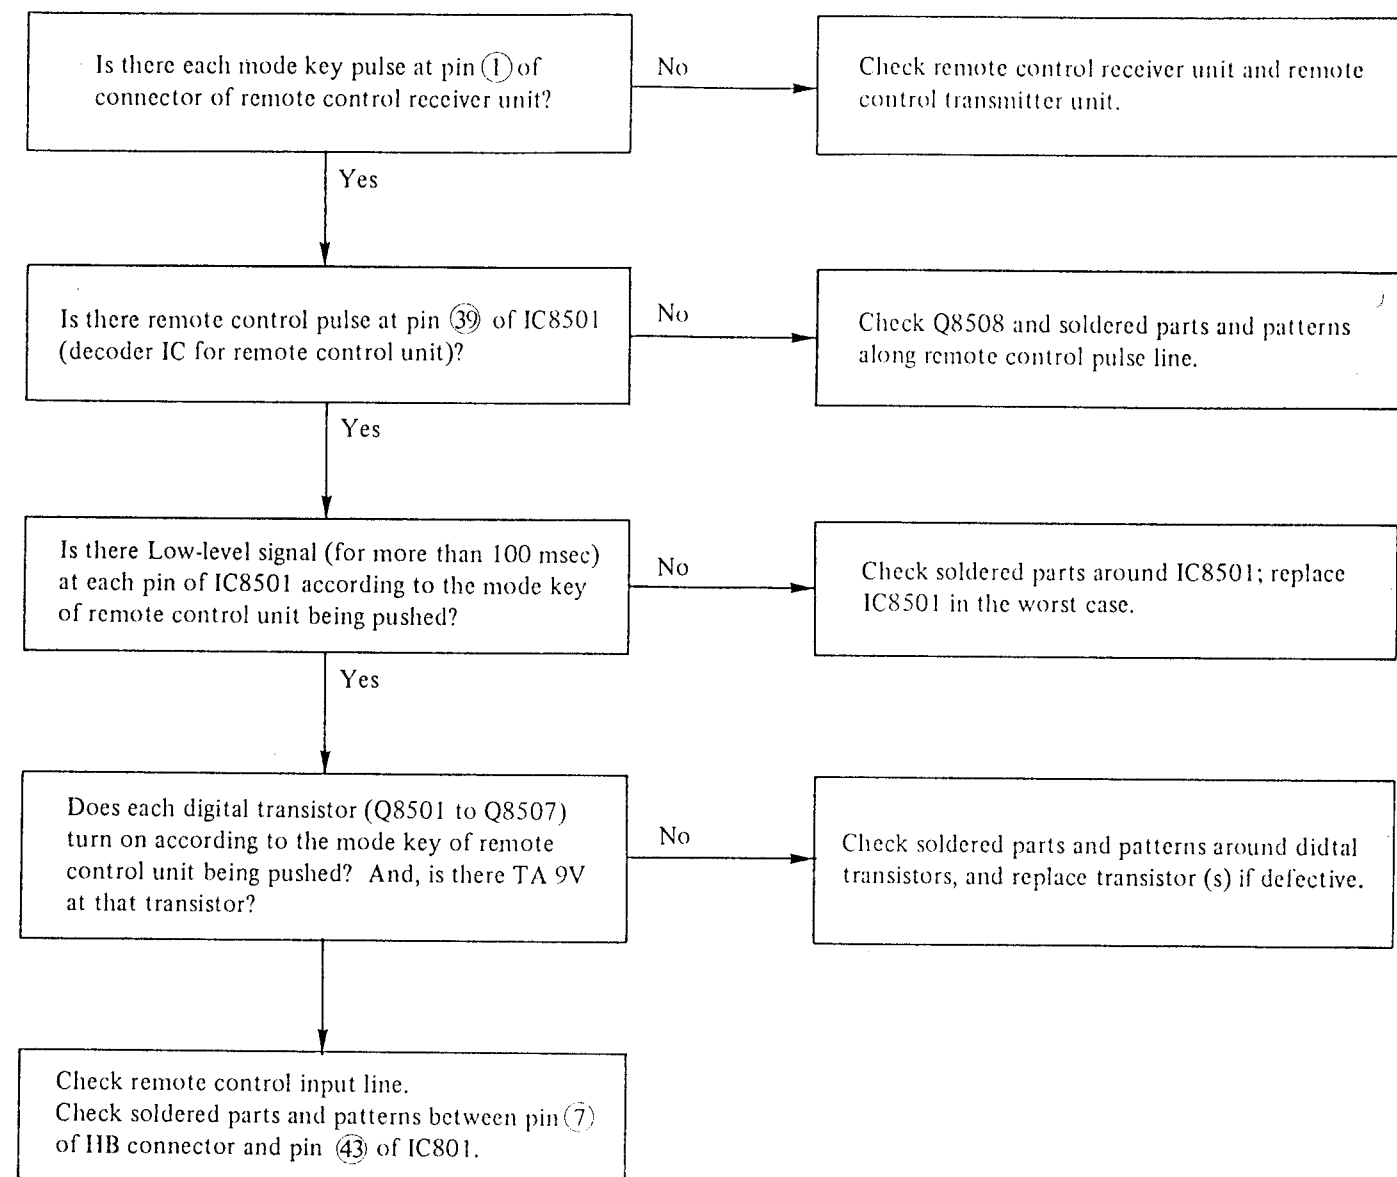 Is there each mode key pulse at pin ① of
connector of remote control receiver unit?
No
Check remote control receiver unit and remote
control transmitter unit.
Yes
Is there remote control pulse at pin ㊴ of IC8501
(decoder IC for remote control unit)?
No
Check Q8508 and soldered parts and patterns
along remote control pulse line.
Yes
Is there Low-level signal (for more than 100 msec)
at each pin of IC8501 according to the mode key
of remote control unit being pushed?
No
Check soldered parts around IC8501; replace
IC8501 in the worst case.
Yes
Does each digital transistor (Q8501 to Q8507)
turn on according to the mode key of remote
control unit being pushed? And, is there TA 9V
at that transistor?
No
Check soldered parts and patterns around didtal
transistors, and replace transistor (s) if defective.
Check remote control input line.
Check soldered parts and patterns between pin ⑦
of HB connector and pin ㊸ of IC801.